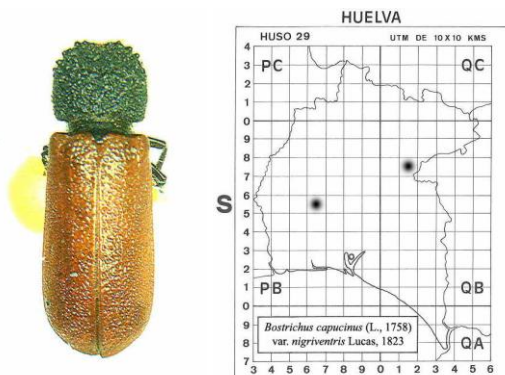 HUELVA
HUSO 29 UTM DE 10 X 10 KMS
4
PC QC
3
2
1
0
9
8
7
6
S
5
4
3
2
1
PB QB
0
9
8
7
Bostrichus capucinus (L., 1758)
var. nigriventris Lucas, 1823
QA
3 4 5 6 7 8 9 0 1 2 3 4 5 6